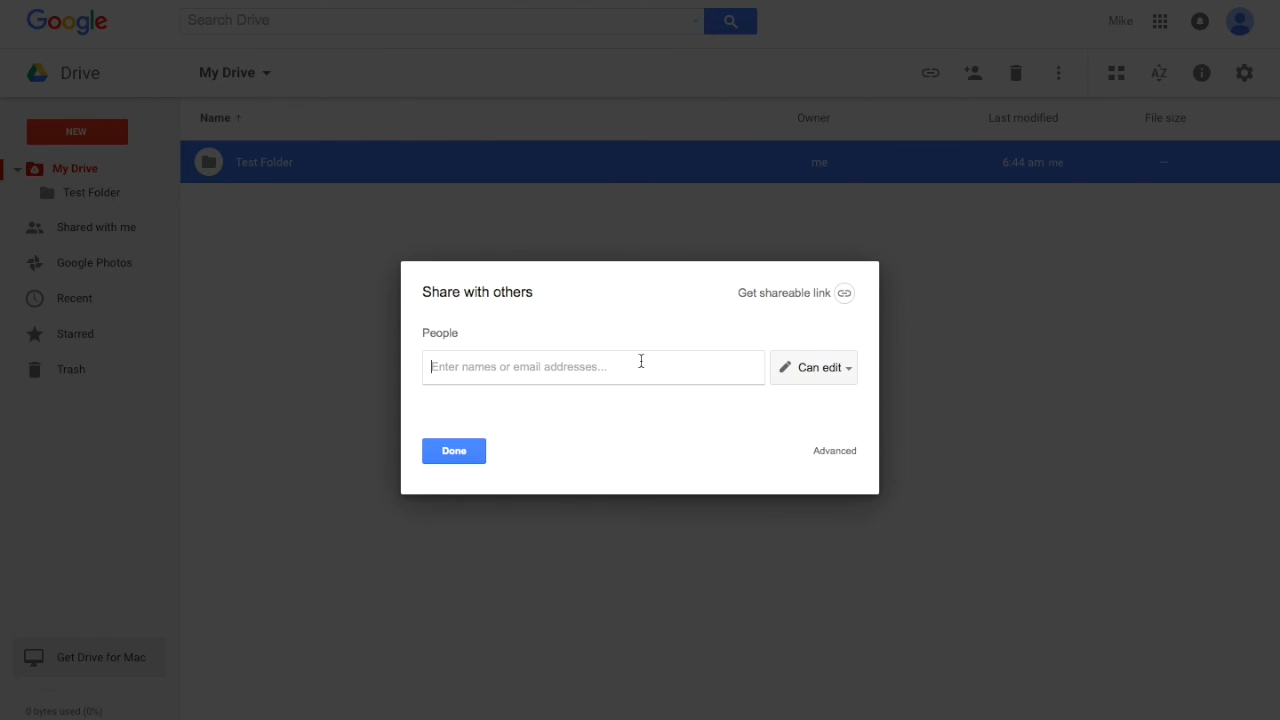 Google
Search Drive
Mike
Drive
My Drive
NEW
My Drive
Test Folder
Shared with me
Google Photos
Recent
Starred
Trash
Get Drive for Mac
0 bytes used (0%)
Name ↑ Owner Last modified File size
Test Folder me 6:44 am me —
Share with others
Get shareable link
People
Enter names or email addresses...
Can edit
Done
Advanced